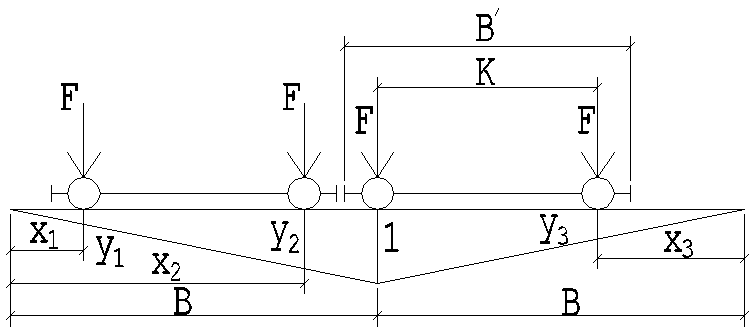 B′
K
F F F F
x₁ y₁ x₂ y₂ 1 y₃ x₃
B B